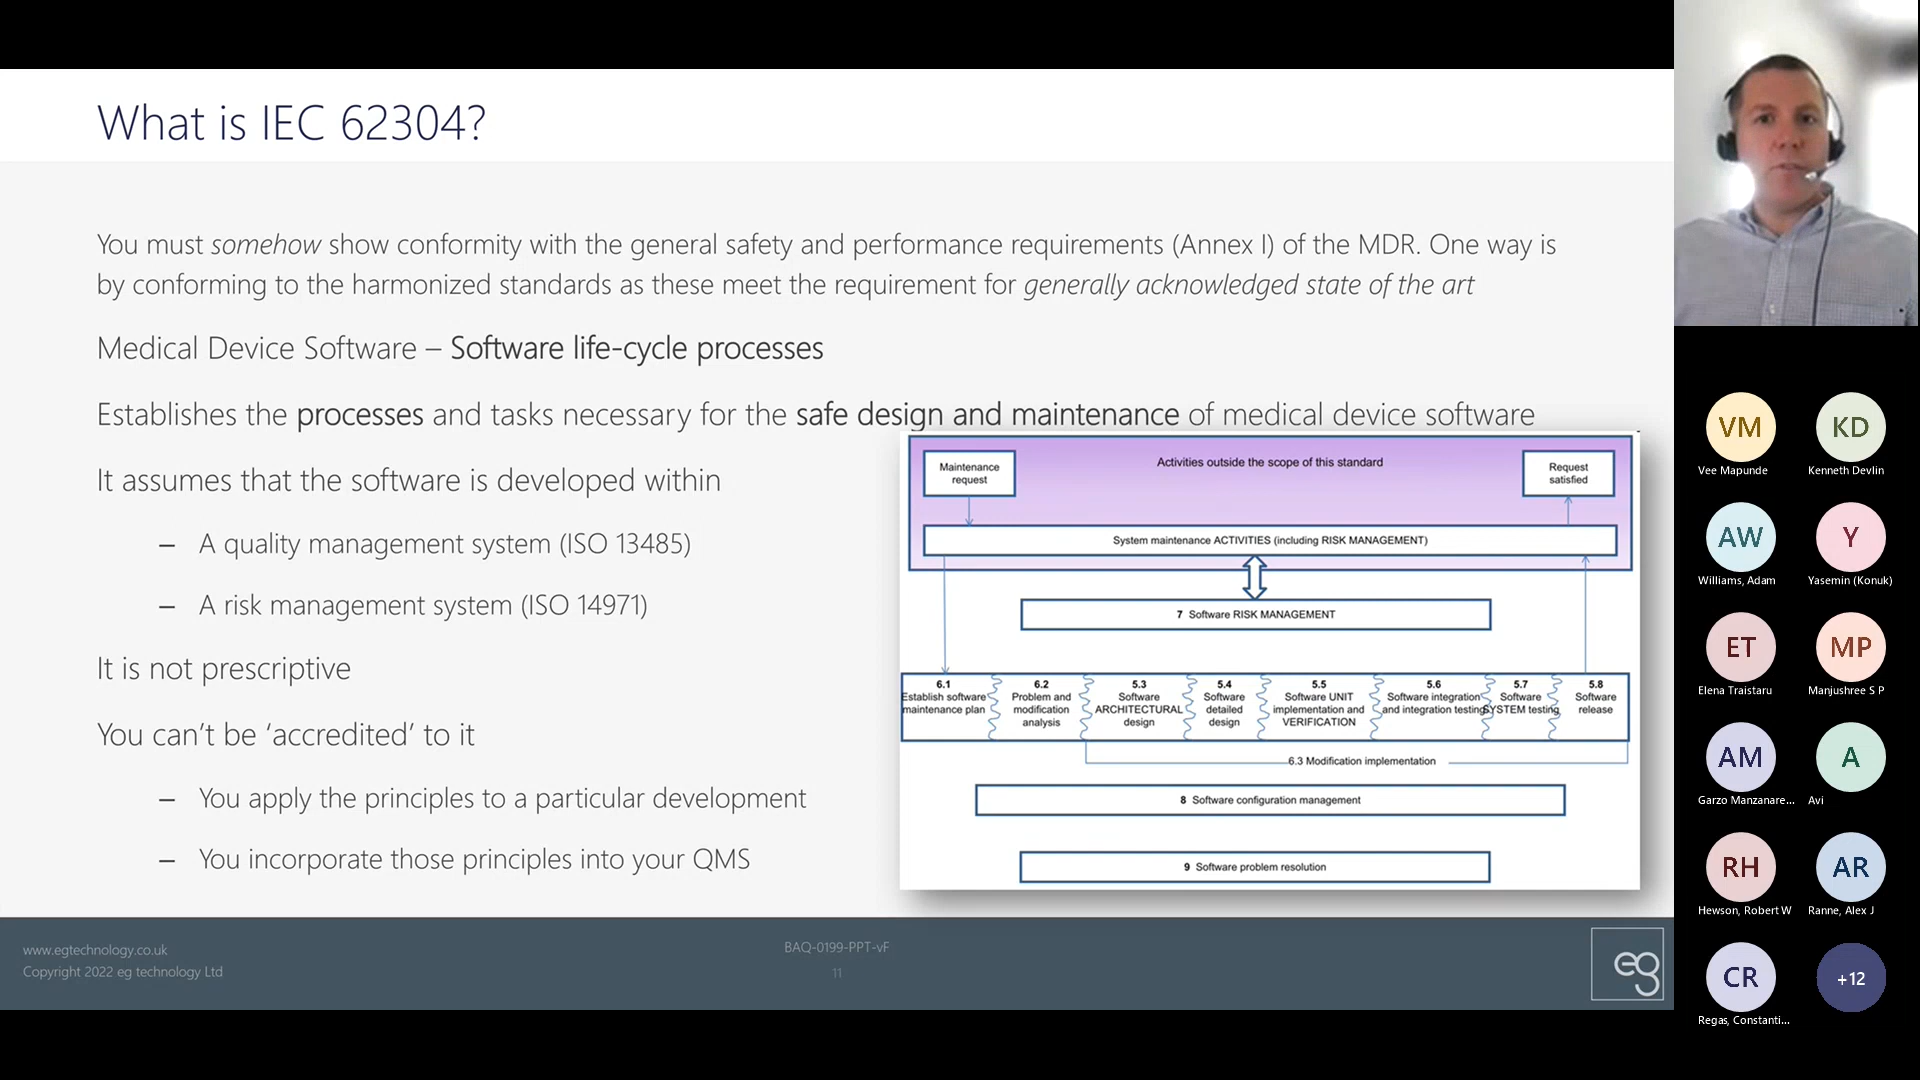 What is IEC 62304?
You must somehow show conformity with the general safety and performance requirements (Annex I) of the MDR. One way is
by conforming to the harmonized standards as these meet the requirement for generally acknowledged state of the art
Medical Device Software – Software life-cycle processes
Establishes the processes and tasks necessary for the safe design and maintenance of medical device software
It assumes that the software is developed within
– A quality management system (ISO 13485)
– A risk management system (ISO 14971)
It is not prescriptive
You can’t be ‘accredited’ to it
– You apply the principles to a particular development
– You incorporate those principles into your QMS
Maintenance
request
Activities outside the scope of this standard
Request
satisfied
System maintenance ACTIVITIES (including RISK MANAGEMENT)
7 Software RISK MANAGEMENT
6.1
Establish software
maintenance plan
6.2
Problem and
modification
analysis
5.3
Software
ARCHITECTURAL
design
5.4
Software
detailed
design
5.5
Software UNIT
implementation and
VERIFICATION
5.6
Software integration
and integration testing
5.7
Software
SYSTEM testing
5.8
Software
release
6.3 Modification implementation
8 Software configuration management
9 Software problem resolution
www.egtechnology.co.uk
Copyright 2022 eg technology Ltd
BAQ-0199-PPT-vF
11
eg
VM
Vee Mapunde
KD
Kenneth Devlin
AW
Williams, Adam
Y
Yasemin (Konuk)
ET
Elena Traistaru
MP
Manjushree S P
AM
Garzo Manzanare...
A
Avi
RH
Hewson, Robert W
AR
Ranne, Alex J
CR
Regas, Constanti...
+12